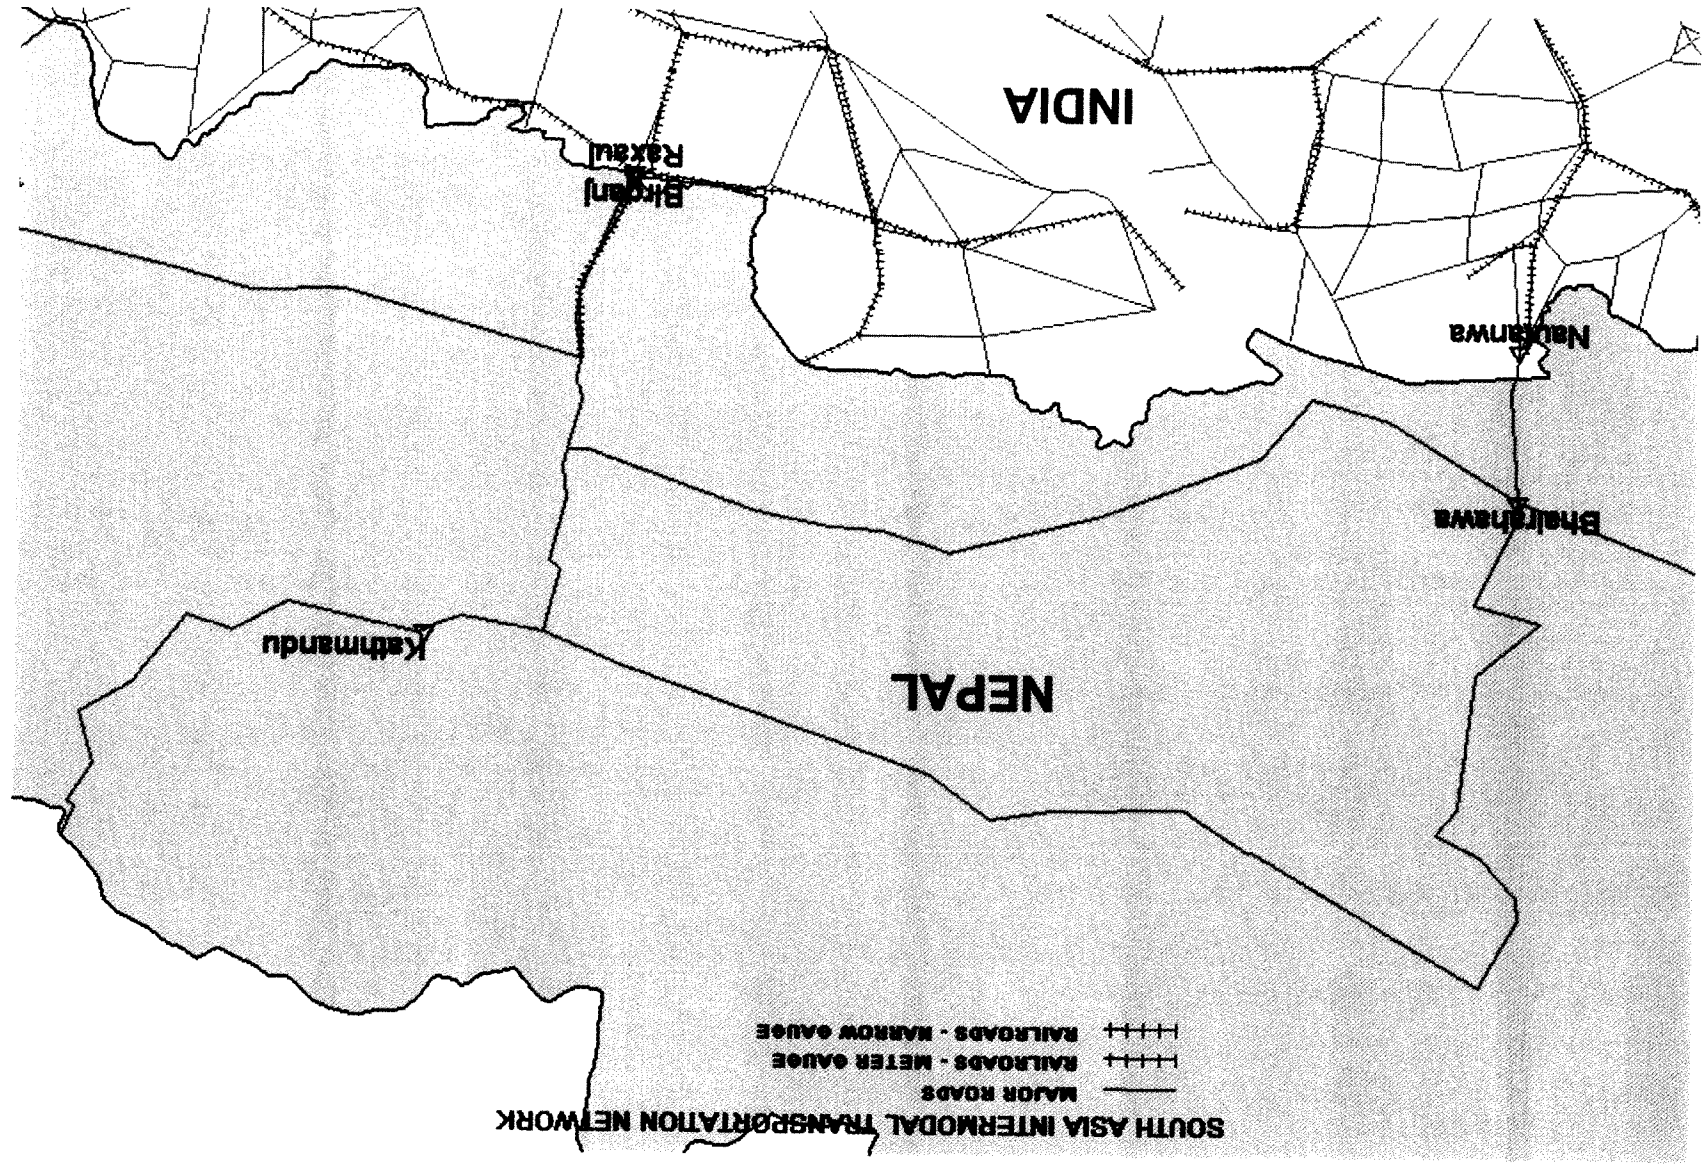 SOUTH ASIA INTERMODAL TRANSPORTATION NETWORK
MAJOR ROADS
RAILROADS - METER GAUGE
RAILROADS - NARROW GAUGE
NEPAL
Kathmandu
Bhairahawa
Nautanwa
Birganj
Raxaul
INDIA